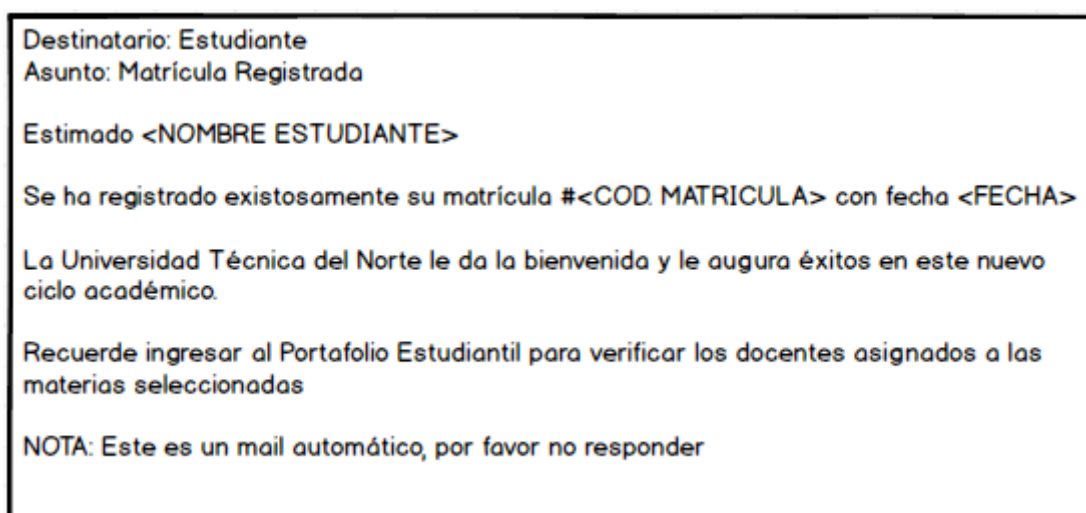 Destinatario: Estudiante
Asunto: Matrícula Registrada
Estimado <NOMBRE ESTUDIANTE>
Se ha registrado existosamente su matrícula #<COD. MATRICULA> con fecha <FECHA>
La Universidad Técnica del Norte le da la bienvenida y le augura éxitos en este nuevo
ciclo académico.
Recuerde ingresar al Portafolio Estudiantil para verificar los docentes asignados a las
materias seleccionadas
NOTA: Este es un mail automático, por favor no responder